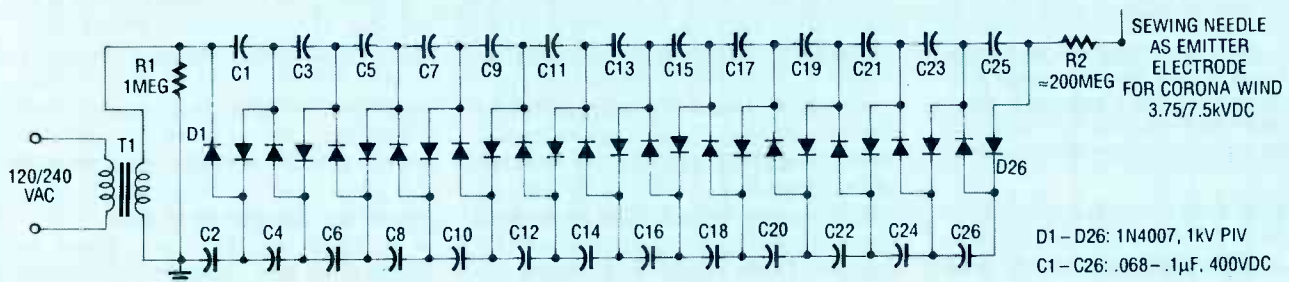 R1
1MEG
T1
120/240
VAC
C1
C3
C5
C7
C9
C11
C13
C15
C17
C19
C21
C23
C25
R2
≈200MEG
SEWING NEEDLE
AS EMITTER
ELECTRODE
FOR CORONA WIND
3.75/7.5kVDC
D1
D26
C2
C4
C6
C8
C10
C12
C14
C16
C18
C20
C22
C24
C26
D1–D26: 1N4007, 1kV PIV
C1–C26: .068–.1µF, 400VDC